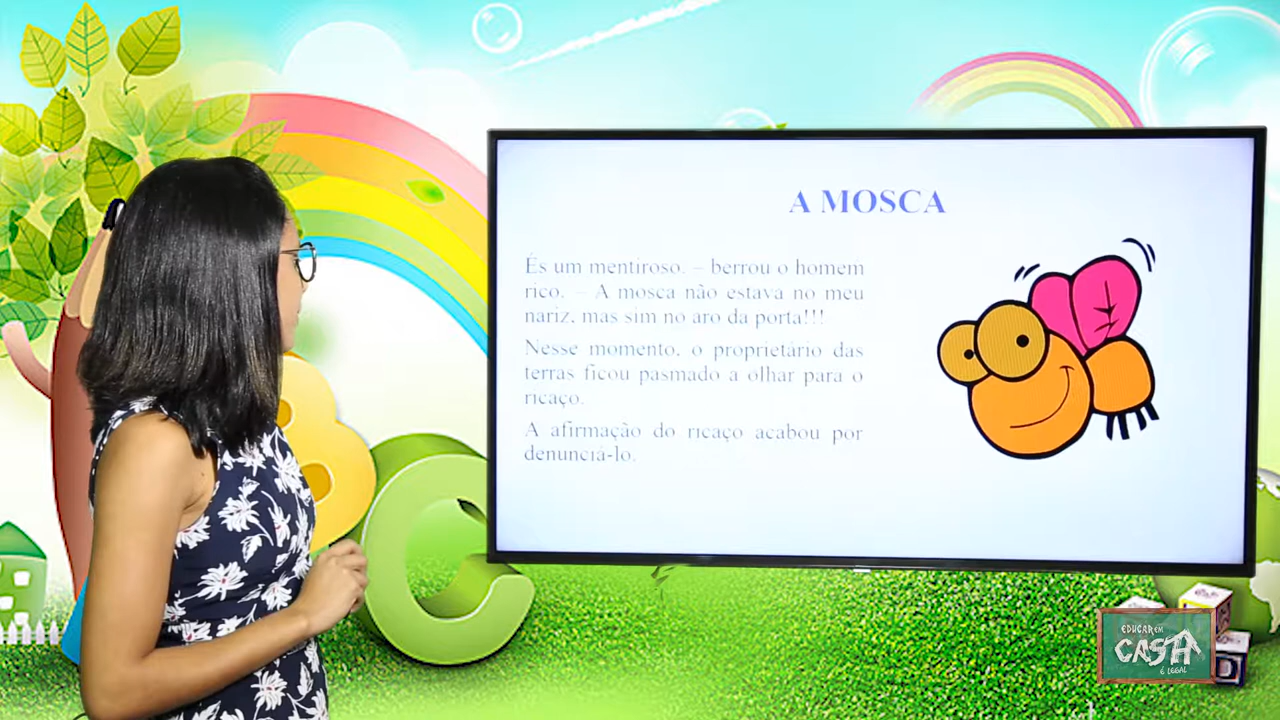 A MOSCA
És um mentiroso. – berrou o homem
rico. – A mosca não estava no meu
nariz, mas sim no aro da porta!!!
Nesse momento, o proprietário das
terras ficou pasmado a olhar para o
ricaço.
A afirmação do ricaço acabou por
denunciá-lo.
B
C
EDUCAR EM
CASA
É LEGAL
D